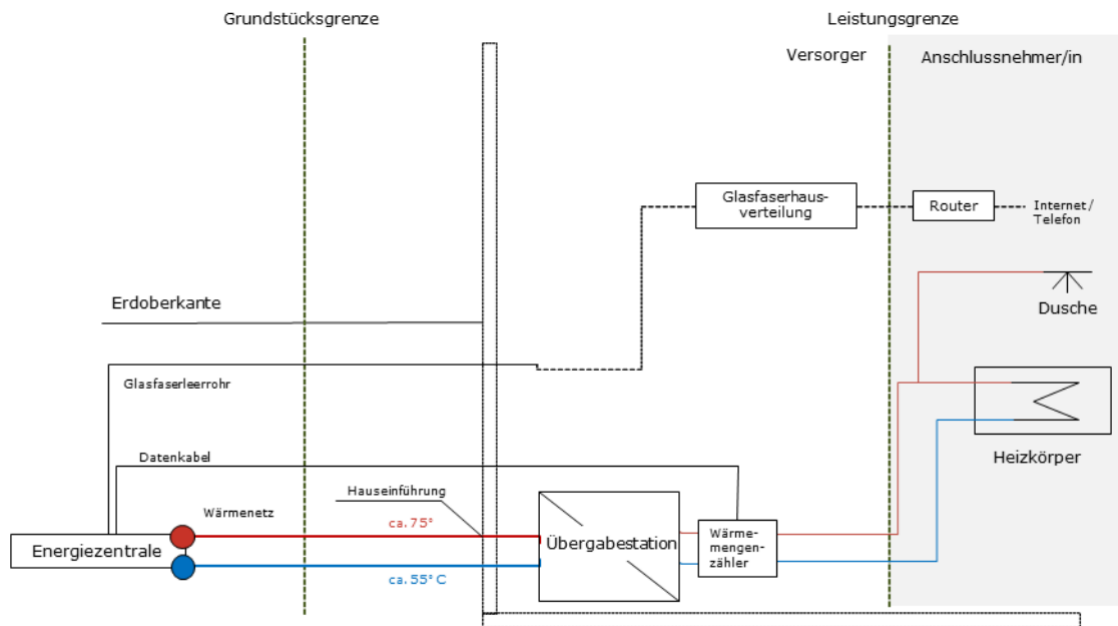 Grundstücksgrenze
Leistungsgrenze
Versorger
Anschlussnehmer/in
Glasfaserhaus-
verteilung
Router
Internet/
Telefon
Erdoberkante
Dusche
Glasfaserleerrohr
Datenkabel
Heizkörper
Hauseinführung
Wärmenetz
ca. 75°
Energiezentrale
Übergabestation
Wärme-
mengen-
zähler
ca. 55° C